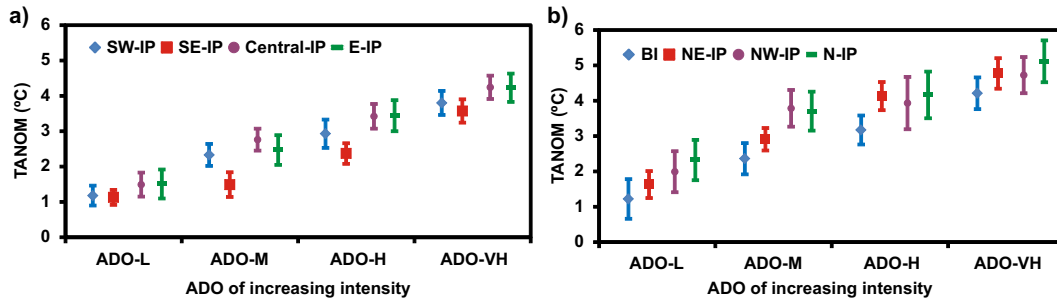 a)
TANOM (ºC)
6
5
4
3
2
1
0
SW-IP SE-IP Central-IP E-IP
ADO-L ADO-M ADO-H ADO-VH
ADO of increasing intensity
b)
TANOM (ºC)
6
5
4
3
2
1
0
BI NE-IP NW-IP N-IP
ADO-L ADO-M ADO-H ADO-VH
ADO of increasing intensity